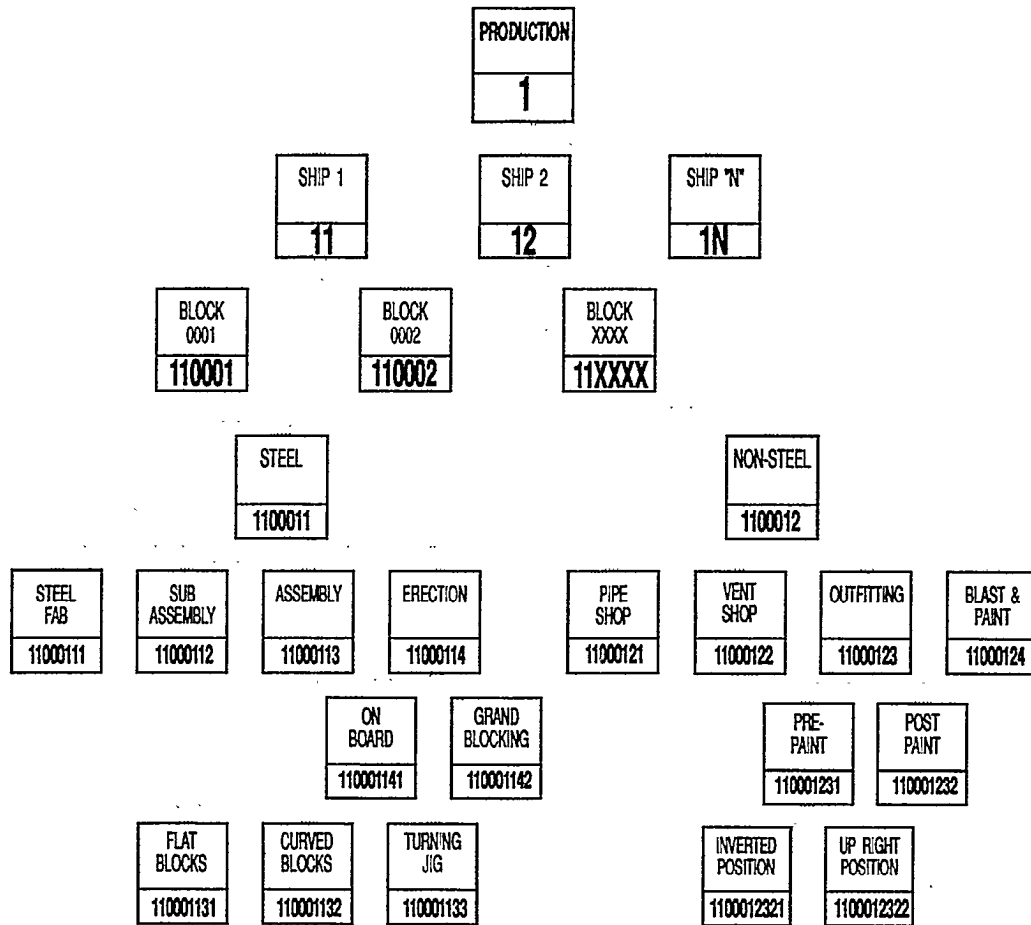 PRODUCTION
1
SHIP 1
11
SHIP 2
12
SHIP "N"
1N
BLOCK
0001
110001
BLOCK
0002
110002
BLOCK
XXXX
11XXXX
STEEL
1100011
NON-STEEL
1100012
STEEL
FAB
11000111
SUB
ASSEMBLY
11000112
ASSEMBLY
11000113
ERECTION
11000114
PIPE
SHOP
11000121
VENT
SHOP
11000122
OUTFITTING
11000123
BLAST &
PAINT
11000124
ON
BOARD
110001141
GRAND
BLOCKING
110001142
PRE-
PAINT
110001231
POST
PAINT
110001232
FLAT
BLOCKS
110001131
CURVED
BLOCKS
110001132
TURNING
JIG
110001133
INVERTED
POSITION
1100012321
UP RIGHT
POSITION
1100012322